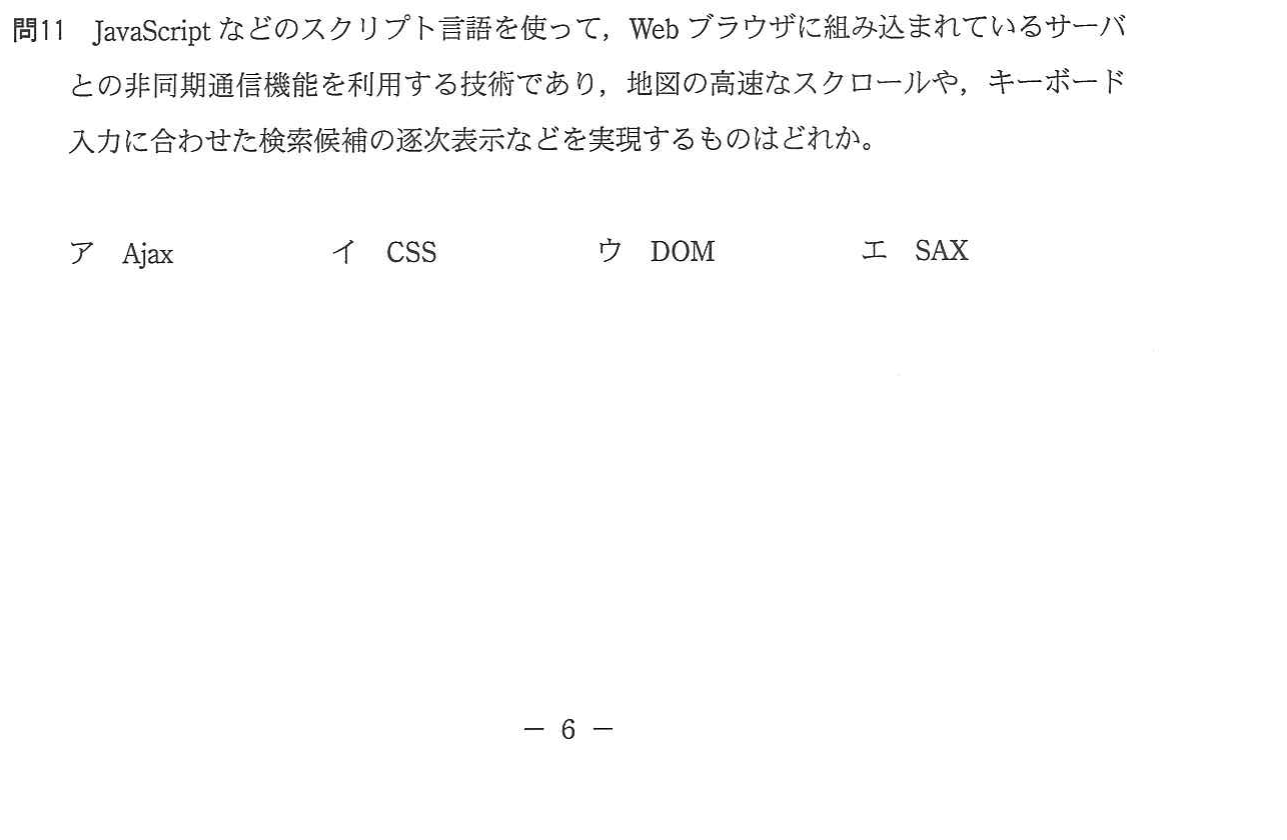 問11 JavaScript などのスクリプト言語を使って，Web ブラウザに組み込まれているサーバ
との非同期通信機能を利用する技術であり，地図の高速なスクロールや，キーボード
入力に合わせた検索候補の逐次表示などを実現するものはどれか。
ア Ajax イ CSS ウ DOM エ SAX
－ 6 －